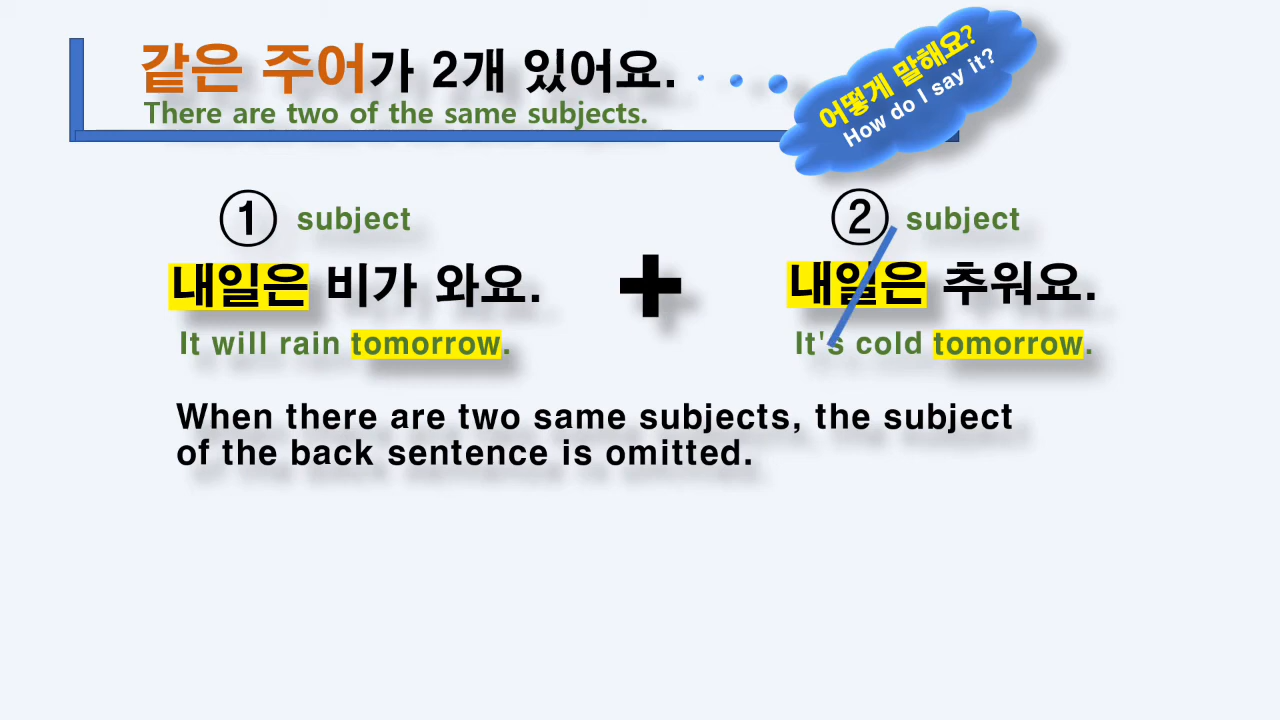 같은 주어가 2개 있어요.
There are two of the same subjects.
어떻게 말해요?
How do I say it?
① subject
내일은 비가 와요.
It will rain tomorrow.
+
② subject
내일은 추워요.
It's cold tomorrow.
When there are two same subjects, the subject
of the back sentence is omitted.